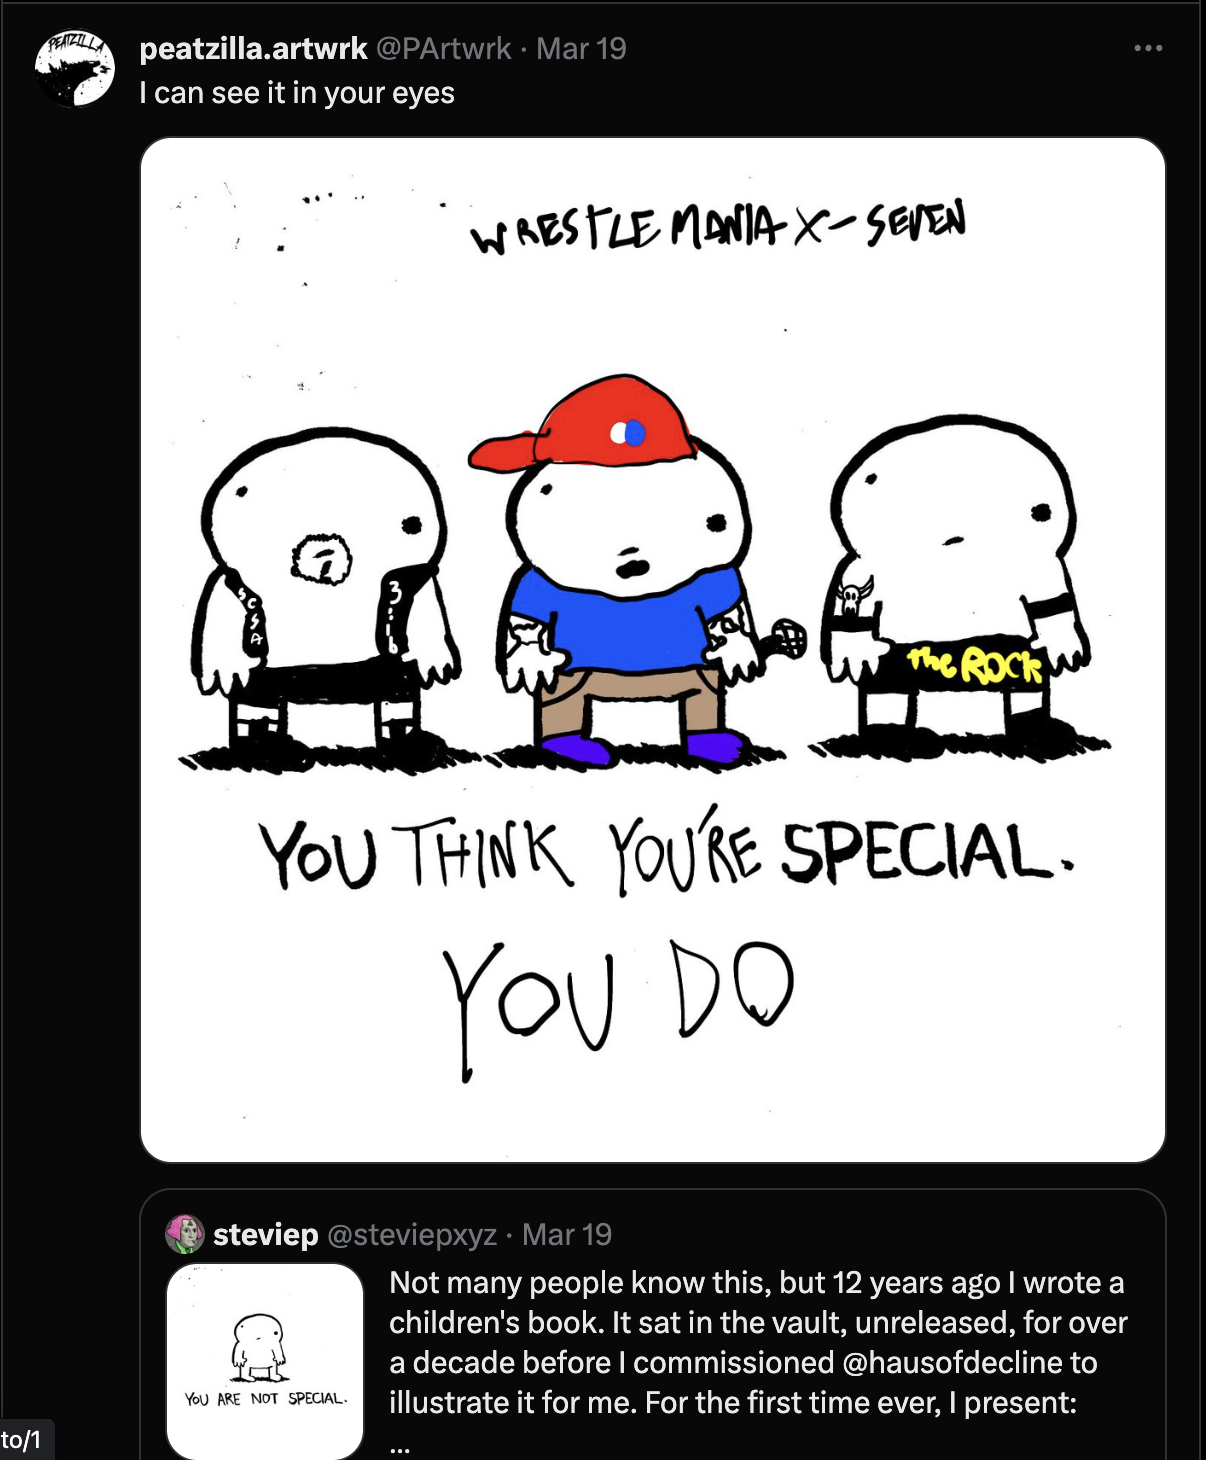 PEATZILLA
peatzilla.artwrk @PArtwrk · Mar 19
I can see it in your eyes
WRESTLEMANIA X-SEVEN
SCSA
3:16
the ROCK
YOU THINK YOU'RE SPECIAL.
YOU DO
steviep @steviepxyz · Mar 19
Not many people know this, but 12 years ago I wrote a
children's book. It sat in the vault, unreleased, for over
a decade before I commissioned @hausofdecline to
illustrate it for me. For the first time ever, I present:
...
YOU ARE NOT SPECIAL.
to/1